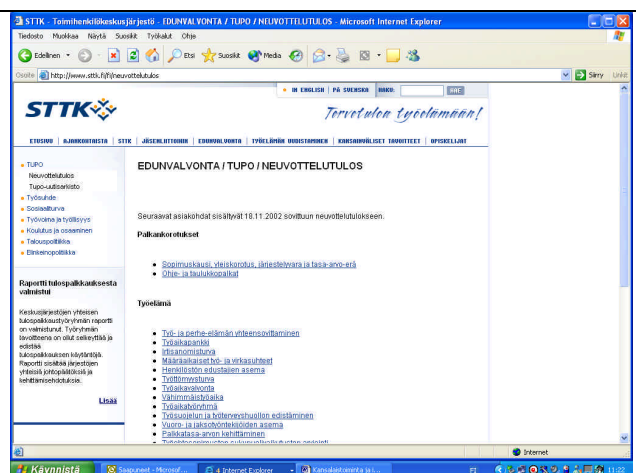 STTK - Toimihenkilökeskusjärjestö - EDUNVALVONTA / TUPO / NEUVOTTELUTULOS - Microsoft Internet Explorer
Tiedosto Muokkaa Näytä Suosikit Työkalut Ohje
Edellinen Etsi Suosikit Media
Osoite http://www.sttk.fi/fi/neuvottelutulos Siirry
IN ENGLISH | PÅ SVENSKA HAKU: HAE
STTK Tervetuloa työelämään!
ETUSIVU | AJANKOHTAISTA | STTK | JÄSENLIITTOIHIN | EDUNVALVONTA | TYÖELÄMÄN UUDISTAMINEN | KANSAINVÄLISET TAVOITTEET | OPISKELIJAT
TUPO
Neuvottelutulos
Tupo-uutisarkisto
Työsuhde
Sosiaaliturva
Työvoima ja työllisyys
Koulutus ja osaaminen
Talouspolitiikka
Elinkeinopolitiikka
Raportti tulospalkkauksesta
valmistui
Keskusjärjestöjen yhteisen
tulospalkkaustyöryhmän raportti
on valmistunut. Työryhmän
tavoitteena on ollut selkeyttää ja
edistää
tulospalkkauksen käytäntöjä.
Raportti sisältää järjestöjen
yhteisiä johtopäätöksiä ja
kehittämisehdotuksia.
Lisää
EDUNVALVONTA / TUPO / NEUVOTTELUTULOS
Seuraavat asiakohdat sisältyvät 18.11.2002 sovittuun neuvottelutulokseen.
Palkankorotukset
Sopimuskausi, yleiskorotus, järjestelyvara ja tasa-arvo-erä
Ohje- ja taulukkopalkat
Työelämä
Työ- ja perhe-elämän yhteensovittaminen
Työaikapankki
Irtisanomisturva
Määräaikaiset työ- ja virkasuhteet
Henkilöstön edustajien asema
Työttömyysturva
Työaikavalvonta
Vähimmäistyöaika
Työaikatyöryhmä
Työsuojelun ja työterveyshuollon edistäminen
Vuoro- ja jaksotyöntekijöiden asema
Palkkatasa-arvon kehittäminen
Työehtosopimusten sukupuolivaikutusten arviointi
Internet
Käynnistä Saapuneet - Microsof... 4 Internet Explorer Kansalaistoiminta ja i... FI 11:22